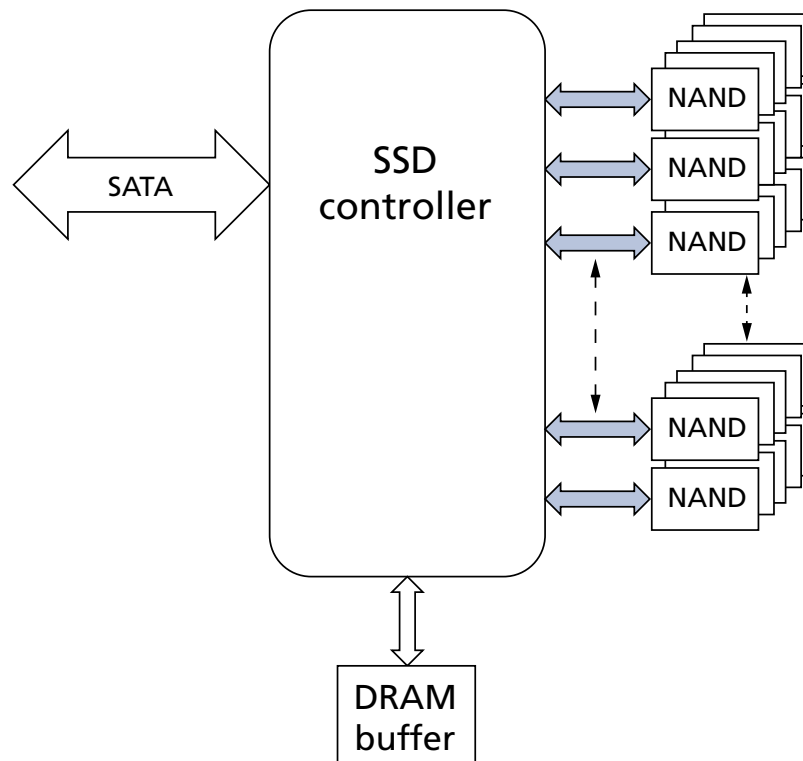 SATA
SSD
controller
NAND
NAND
NAND
NAND
NAND
DRAM
buffer